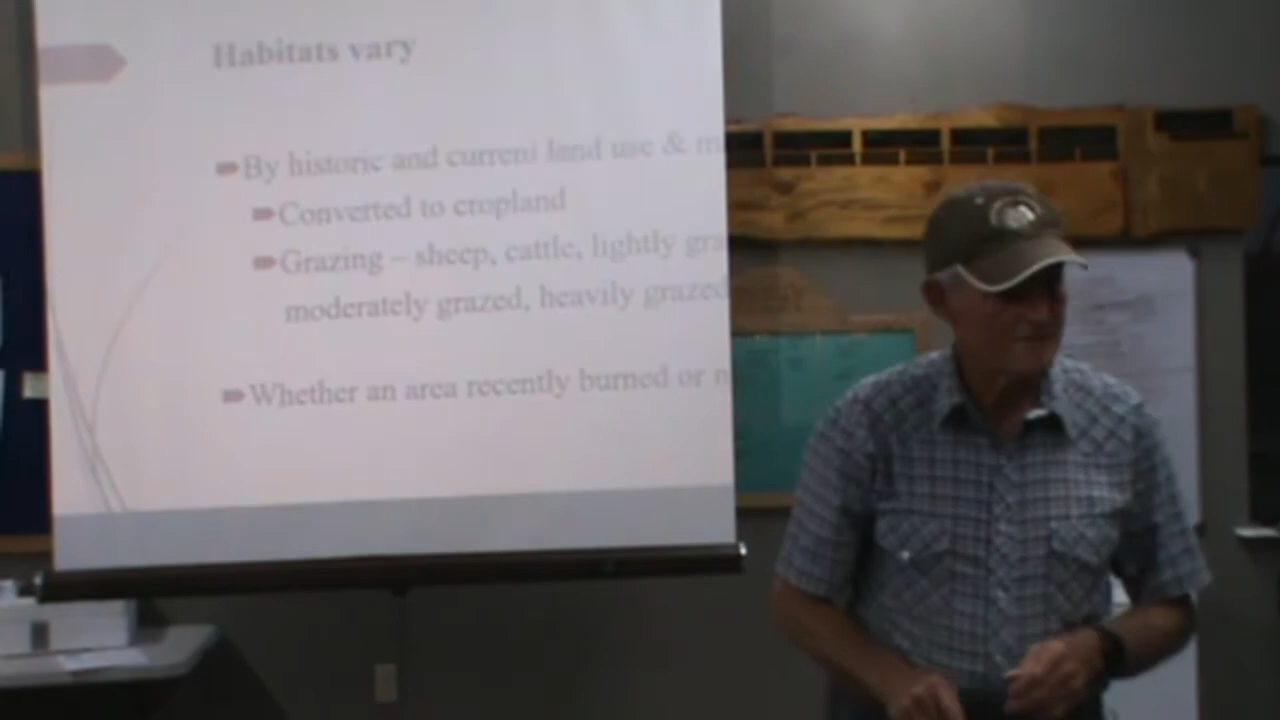 Habitats vary
By historic and current land use &
Converted to cropland
Grazing – sheep, cattle, lightly
moderately grazed, heavily grazed
Whether an area recently burned or